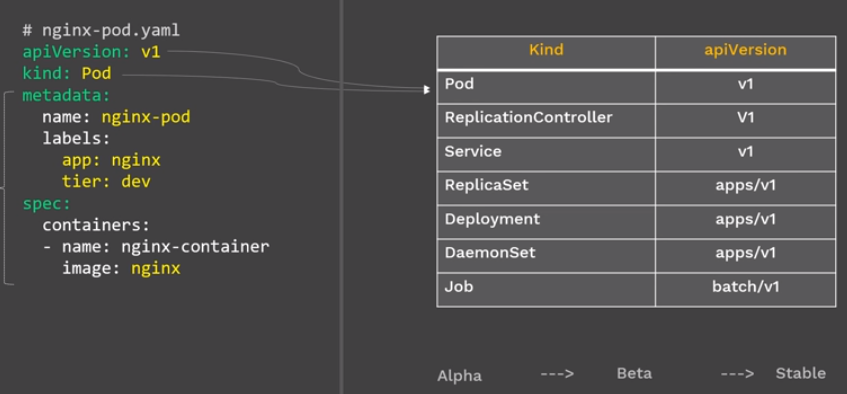 # nginx-pod.yaml
apiVersion: v1
kind: Pod
metadata:
  name: nginx-pod
  labels:
    app: nginx
    tier: dev
spec:
  containers:
  - name: nginx-container
    image: nginx
Kind apiVersion
Pod v1
ReplicationController V1
Service v1
ReplicaSet apps/v1
Deployment apps/v1
DaemonSet apps/v1
Job batch/v1
Alpha ---> Beta ---> Stable